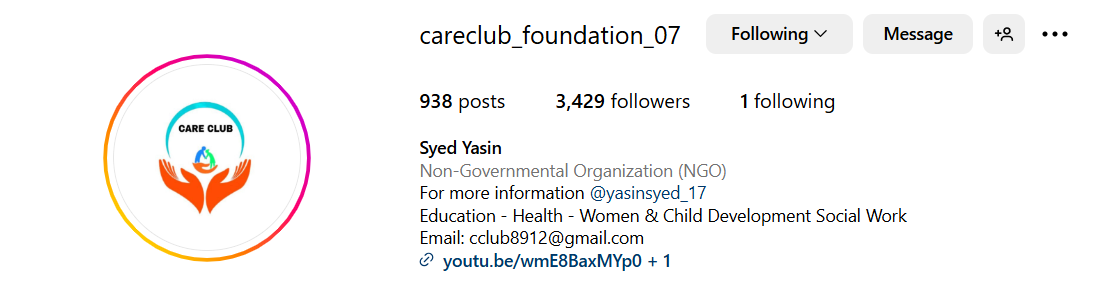 careclub_foundation_07 Following Message
938 posts 3,429 followers 1 following
CARE CLUB
Syed Yasin
Non-Governmental Organization (NGO)
For more information @yasinsyed_17
Education - Health - Women & Child Development Social Work
Email: cclub8912@gmail.com
youtu.be/wmE8BaxMYp0 + 1